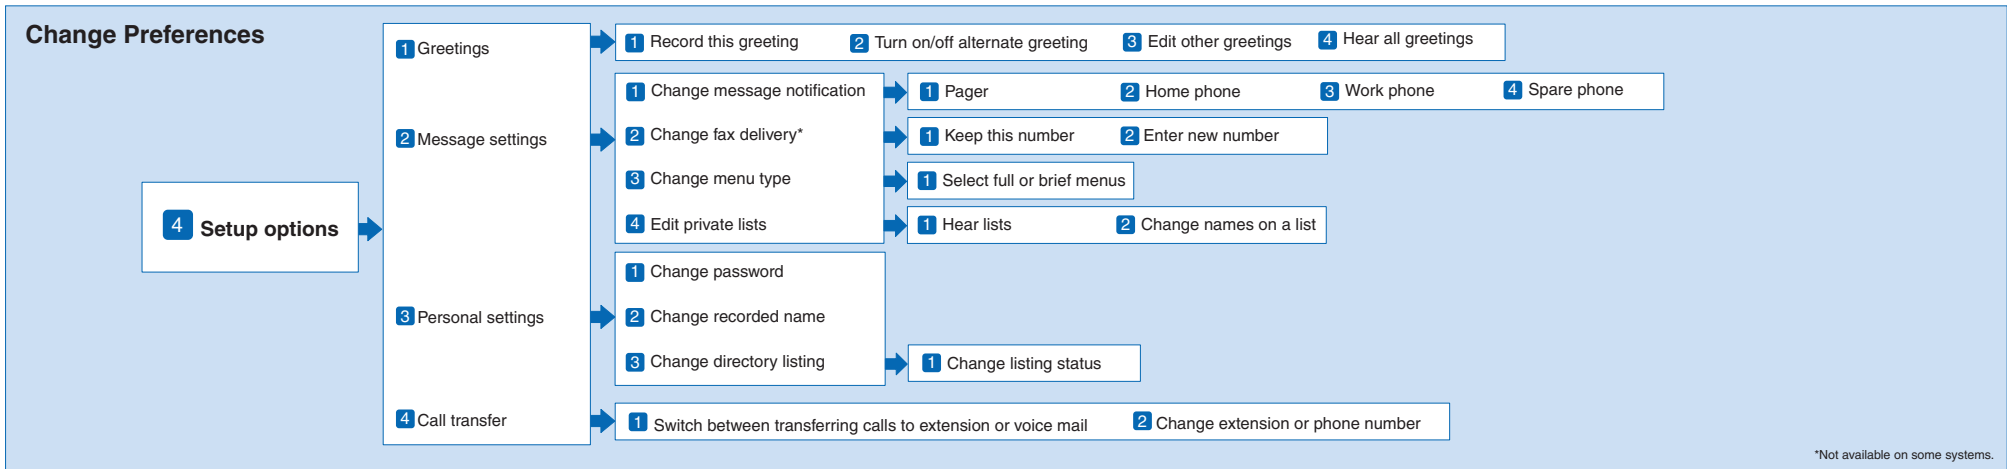 Change Preferences
4 Setup options
1 Greetings
2 Message settings
3 Personal settings
4 Call transfer
1 Record this greeting 2 Turn on/off alternate greeting 3 Edit other greetings 4 Hear all greetings
1 Change message notification
1 Pager 2 Home phone 3 Work phone 4 Spare phone
2 Change fax delivery*
1 Keep this number 2 Enter new number
3 Change menu type
1 Select full or brief menus
4 Edit private lists
1 Hear lists 2 Change names on a list
1 Change password
2 Change recorded name
3 Change directory listing
1 Change listing status
1 Switch between transferring calls to extension or voice mail 2 Change extension or phone number
*Not available on some systems.